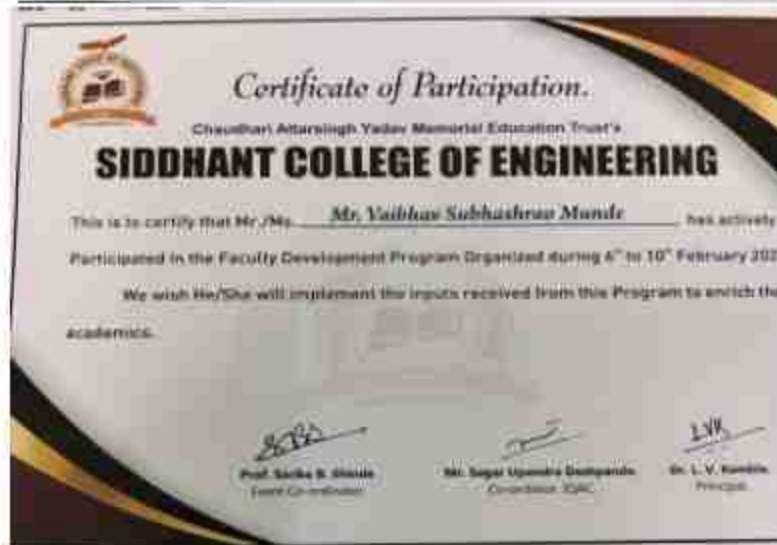 Certificate of Participation.
Chaudhari Attarsingh Yadav Memorial Education Trust's
SIDDHANT COLLEGE OF ENGINEERING
This is to certify that Mr./Ms. Mr. Vaibhav Subhashrao Munde has actively
Participated in the Faculty Development Program Organized during 6th to 10th February 202
We wish He/She will implement the inputs received from this Program to enrich the
academics.
Prof. Sarika B.
Event Co-ordinator
Mr. Sagar Upendra Deshpande
Co-ordinator IQAC
Dr. L. V. Kamble
Principal